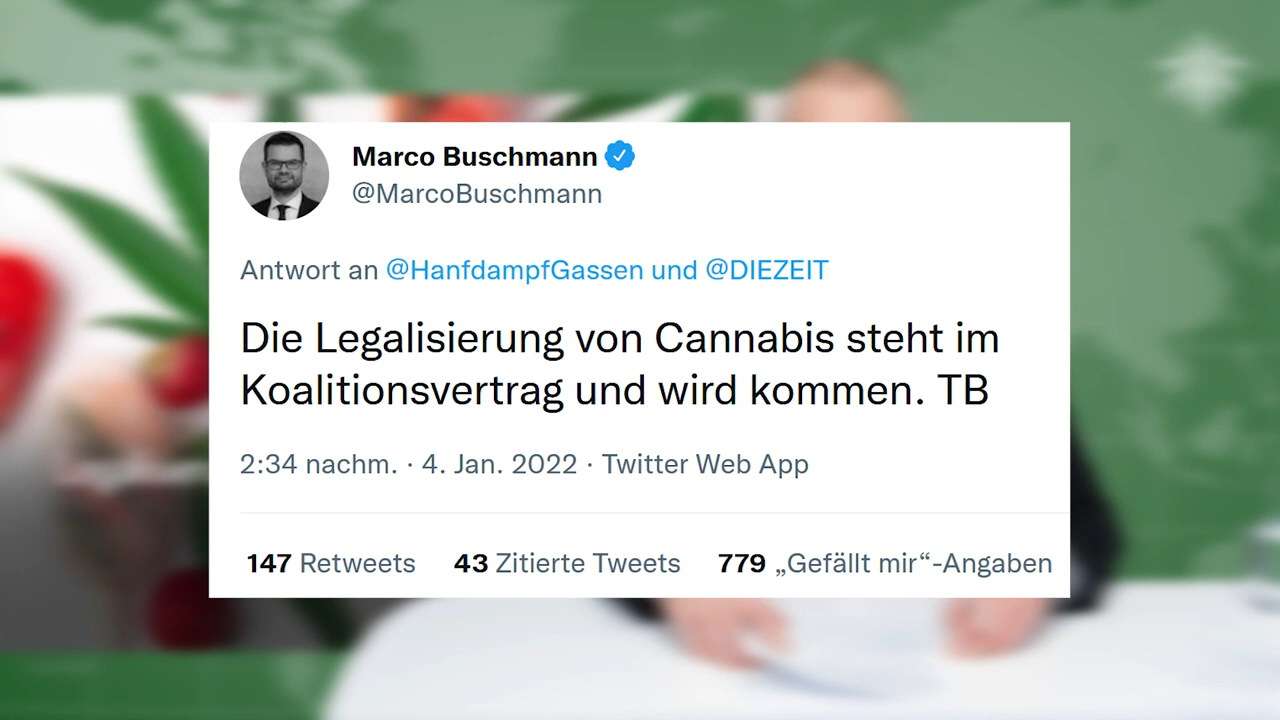 Marco Buschmann
@MarcoBuschmann
Antwort an @HanfdampfGassen und @DIEZEIT
Die Legalisierung von Cannabis steht im
Koalitionsvertrag und wird kommen. TB
2:34 nachm. · 4. Jan. 2022 · Twitter Web App
147 Retweets 43 Zitierte Tweets 779 „Gefällt mir“-Angaben